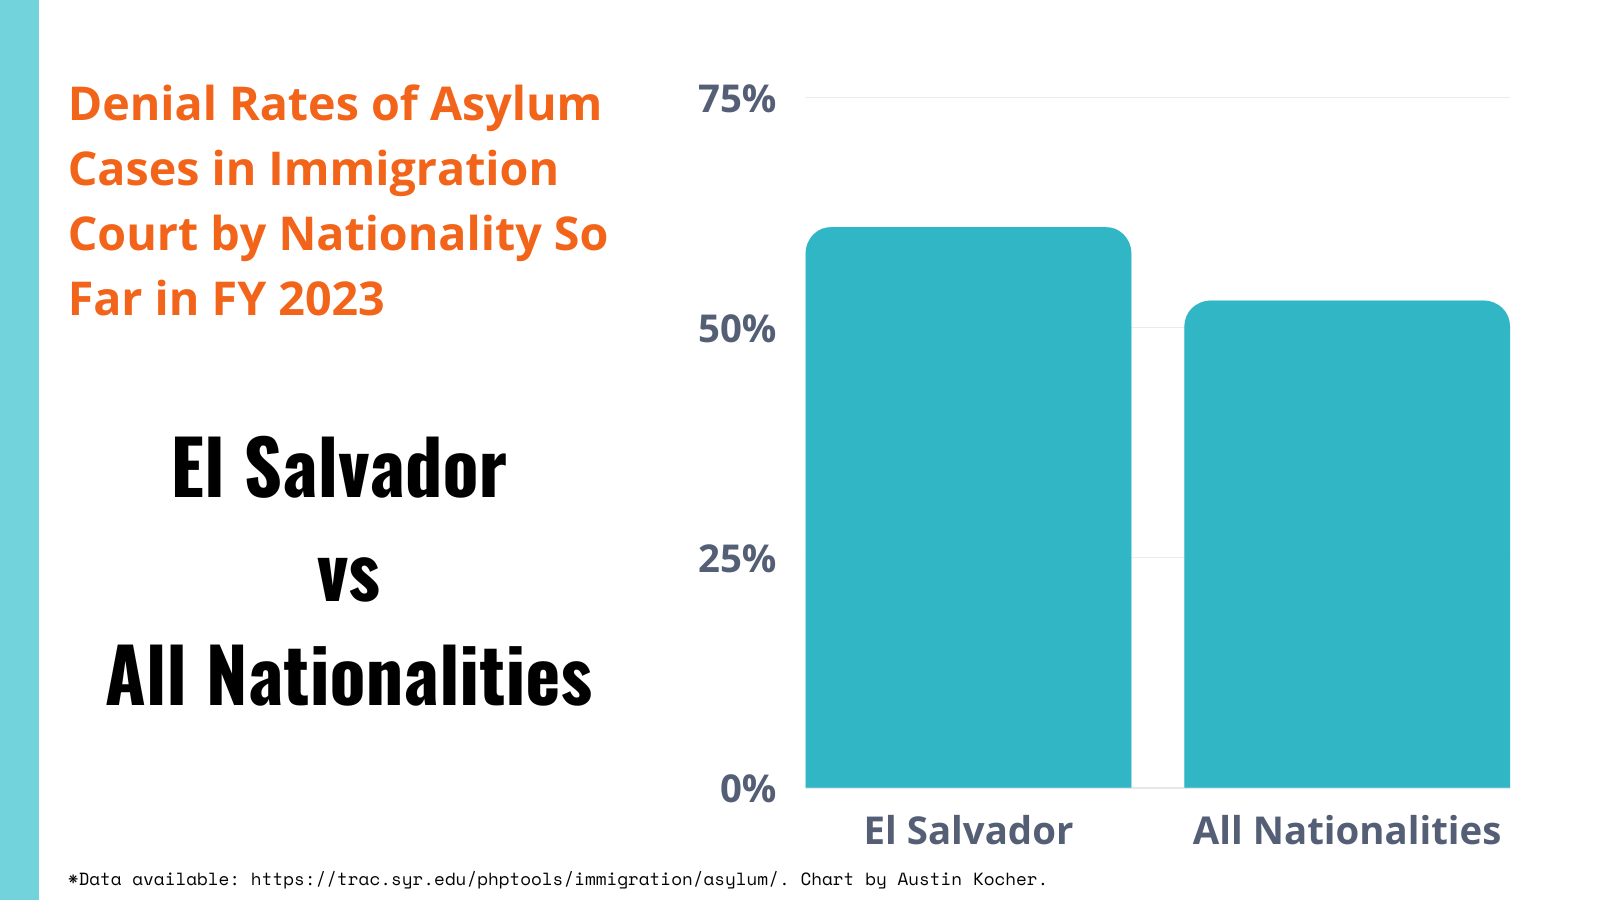 Denial Rates of Asylum
Cases in Immigration
Court by Nationality So
Far in FY 2023
El Salvador
vs
All Nationalities
75%
50%
25%
0%
El Salvador
All Nationalities
*Data available: https://trac.syr.edu/phptools/immigration/asylum/. Chart by Austin Kocher.